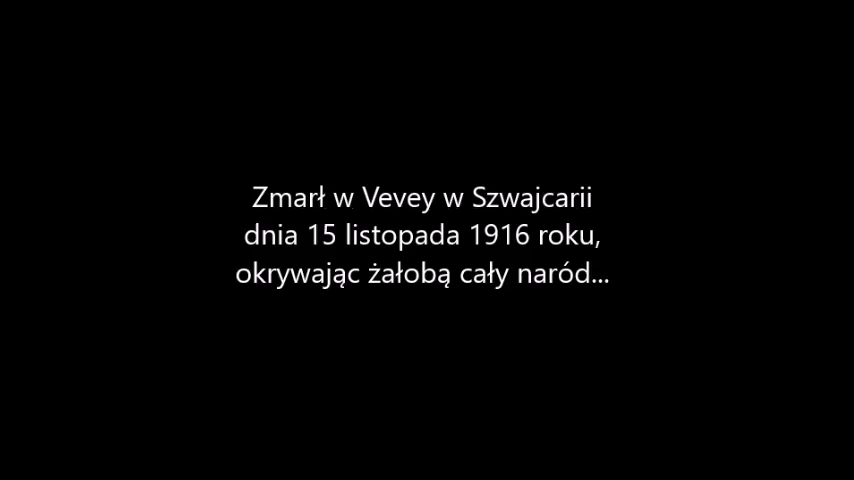 Zmarł w Vevey w Szwajcarii
dnia 15 listopada 1916 roku,
okrywając żałobą cały naród...